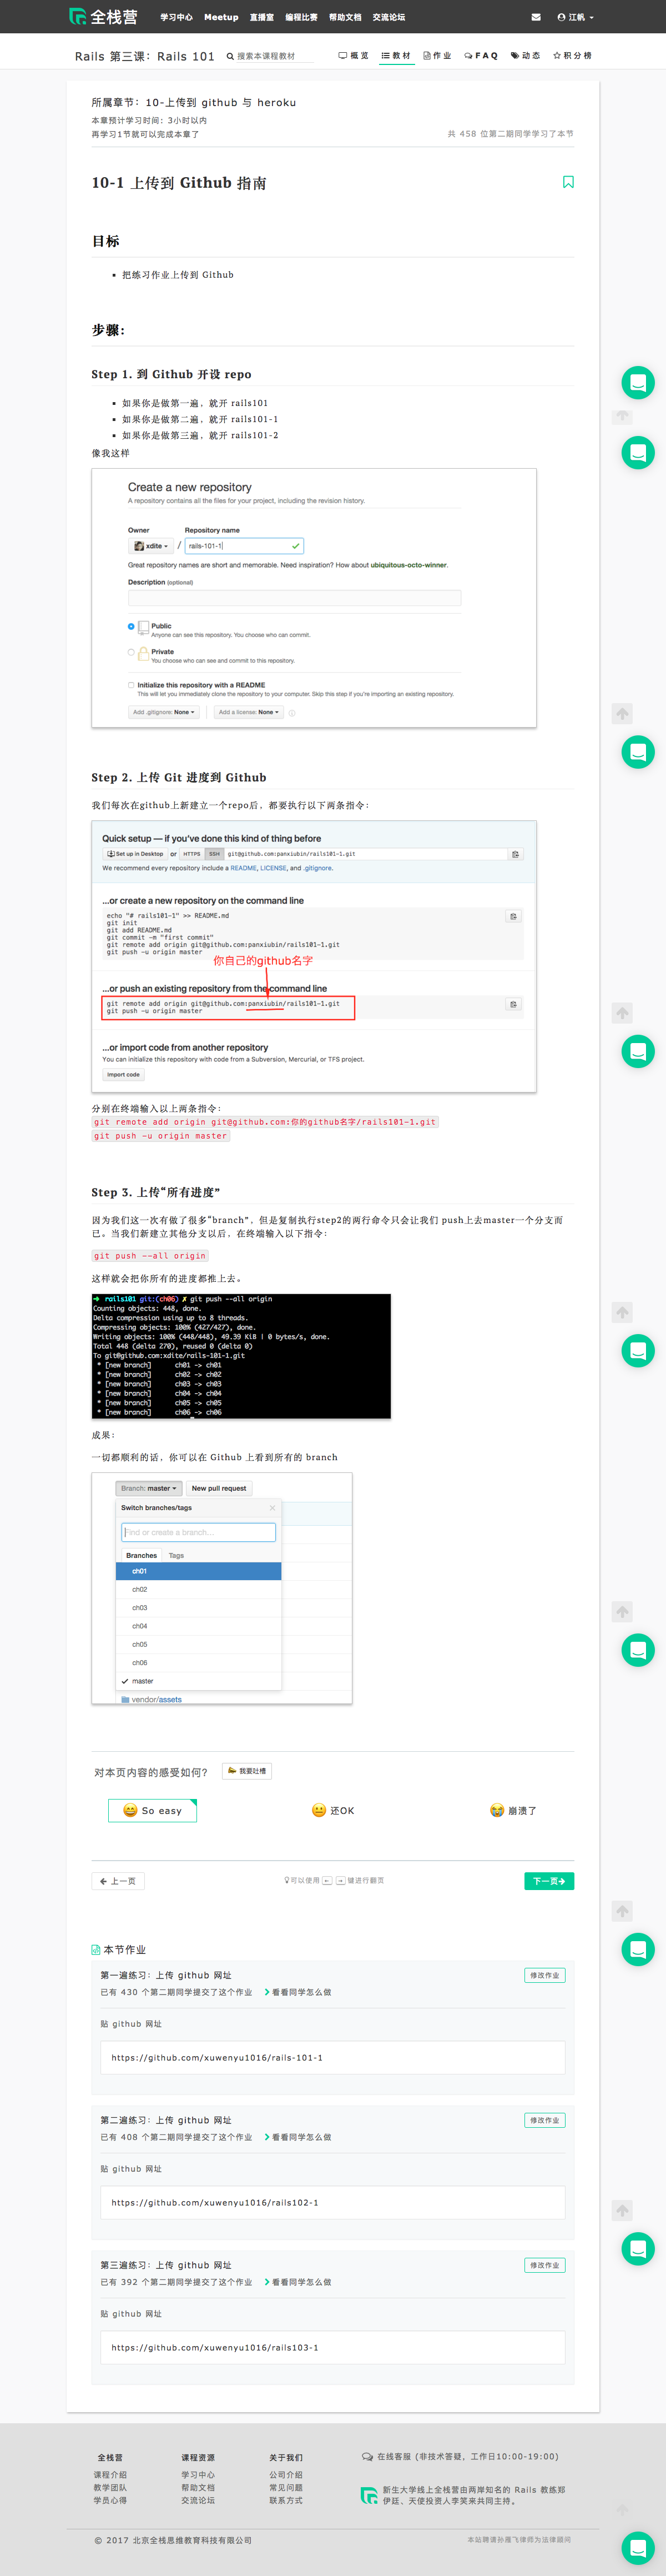 全栈营 学习中心 Meetup 直播室 编程比赛 帮助文档 交流论坛 江帆
Rails 第三课：Rails 101 搜索本课程教材 概览 教材 作业 FAQ 动态 积分榜
所属章节：10-上传到 github 与 heroku
本章预计学习时间：3小时以内
再学习1节就可以完成本章了 共 458 位第二期同学学习了本节
10-1 上传到 Github 指南
目标
把练习作业上传到 Github
步骤：
Step 1. 到 Github 开设 repo
如果你是做第一遍，就开 rails101
如果你是做第二遍，就开 rails101-1
如果你是做第三遍，就开 rails101-2
像我这样
Create a new repository
A repository contains all the files for your project, including the revision history.
Owner Repository name
xdite / rails-101-1
Great repository names are short and memorable. Need inspiration? How about ubiquitous-octo-winner.
Description (optional)
Public
Anyone can see this repository. You choose who can commit.
Private
You choose who can see and commit to this repository.
Initialize this repository with a README
This will let you immediately clone the repository to your computer. Skip this step if you're importing an existing repository.
Add .gitignore: None Add a license: None
Step 2. 上传 Git 进度到 Github
我们每次在github上新建立一个repo后，都要执行以下两条指令：
Quick setup — if you've done this kind of thing before
Set up in Desktop or HTTPS SSH git@github.com:panxiubin/rails101-1.git
We recommend every repository include a README, LICENSE, and .gitignore.
...or create a new repository on the command line
echo "# rails101-1" >> README.md
git init
git add README.md
git commit -m "first commit"
git remote add origin git@github.com:panxiubin/rails101-1.git
git push -u origin master
你自己的github名字
...or push an existing repository from the command line
git remote add origin git@github.com:panxiubin/rails101-1.git
git push -u origin master
...or import code from another repository
You can initialize this repository with code from a Subversion, Mercurial, or TFS project.
Import code
分别在终端输入以上两条指令：
git remote add origin git@github.com:你的github名字/rails101-1.git
git push -u origin master
Step 3. 上传“所有进度”
因为我们这一次有做了很多“branch”，但是复制执行step2的两行命令只会让我们 push上去master一个分支而
已。当我们新建立其他分支以后，在终端输入以下指令：
git push --all origin
这样就会把你所有的进度都推上去。
➜ rails101 git:(ch06) ✗ git push --all origin
Counting objects: 448, done.
Delta compression using up to 8 threads.
Compressing objects: 100% (427/427), done.
Writing objects: 100% (448/448), 49.39 KiB | 0 bytes/s, done.
Total 448 (delta 270), reused 0 (delta 0)
To git@github.com:xdite/rails-101-1.git
* [new branch] ch01 -> ch01
* [new branch] ch02 -> ch02
* [new branch] ch03 -> ch03
* [new branch] ch04 -> ch04
* [new branch] ch05 -> ch05
* [new branch] ch06 -> ch06
成果：
一切都顺利的话，你可以在 Github 上看到所有的 branch
Branch: master New pull request
Switch branches/tags
Find or create a branch...
Branches Tags
ch01
ch02
ch03
ch04
ch05
ch06
master
vendor/assets
对本页内容的感受如何？ 我要吐槽
So easy 还OK 崩溃了
上一页 可以使用 ← → 键进行翻页 下一页
本节作业
第一遍练习：上传 github 网址 修改作业
已有 430 个第二期同学提交了这个作业 看看同学怎么做
贴 github 网址
https://github.com/xuwenyu1016/rails-101-1
第二遍练习：上传 github 网址 修改作业
已有 408 个第二期同学提交了这个作业 看看同学怎么做
贴 github 网址
https://github.com/xuwenyu1016/rails102-1
第三遍练习：上传 github 网址 修改作业
已有 392 个第二期同学提交了这个作业 看看同学怎么做
贴 github 网址
https://github.com/xuwenyu1016/rails103-1
全栈营 课程资源 关于我们 在线客服 (非技术答疑，工作日10:00-19:00)
课程介绍 学习中心 公司介绍
教学团队 帮助文档 常见问题
学员心得 交流论坛 联系方式
新生大学线上全栈营由两岸知名的 Rails 教练郑
伊廷、天使投资人李笑来共同主持。
© 2017 北京全栈思维教育科技有限公司 本站聘请孙雁飞律师为法律顾问